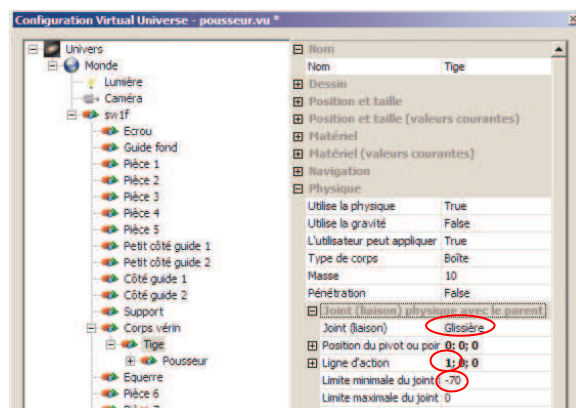 Configuration Virtual Universe - pousseur.vu *
Univers
Monde
Lumière
Caméra
sw1f
Ecrou
Guide fond
Pièce 1
Pièce 2
Pièce 3
Pièce 4
Pièce 5
Petit côté guide 1
Petit côté guide 2
Côté guide 1
Côté guide 2
Support
Corps vérin
Tige
Pousseur
Equerre
Pièce 6
Nom
Nom Tige
Dessin
Position et taille
Position et taille (valeurs courantes)
Matériel
Matériel (valeurs courantes)
Navigation
Physique
Utilise la physique True
Utilise la gravité False
L'utilisateur peut appliquer True
Type de corps Boîte
Masse 10
Pénétration False
Joint (liaison) physique avec le parent
Joint (liaison) Glissière
Position du pivot ou poir 0; 0; 0
Ligne d'action 1; 0; 0
Limite minimale du joint -70
Limite maximale du joint 0